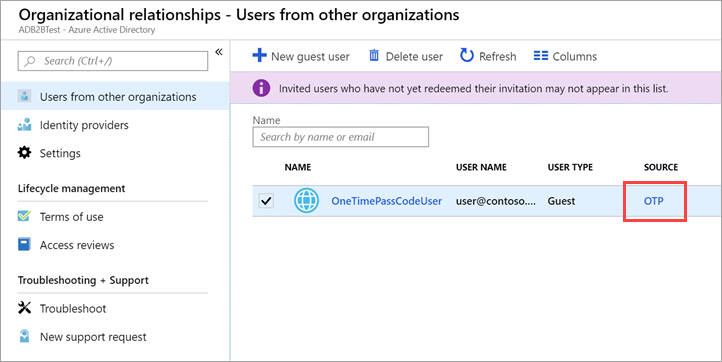 Organizational relationships - Users from other organizations
ADB2BTest - Azure Active Directory
Search (Ctrl+/)
«
Users from other organizations
Identity providers
Settings
Lifecycle management
Terms of use
Access reviews
Troubleshooting + Support
Troubleshoot
New support request
New guest user Delete user Refresh Columns
Invited users who have not yet redeemed their invitation may not appear in this list.
Name
Search by name or email
NAME USER NAME USER TYPE SOURCE
OneTimePassCodeUser user@contoso.... Guest OTP